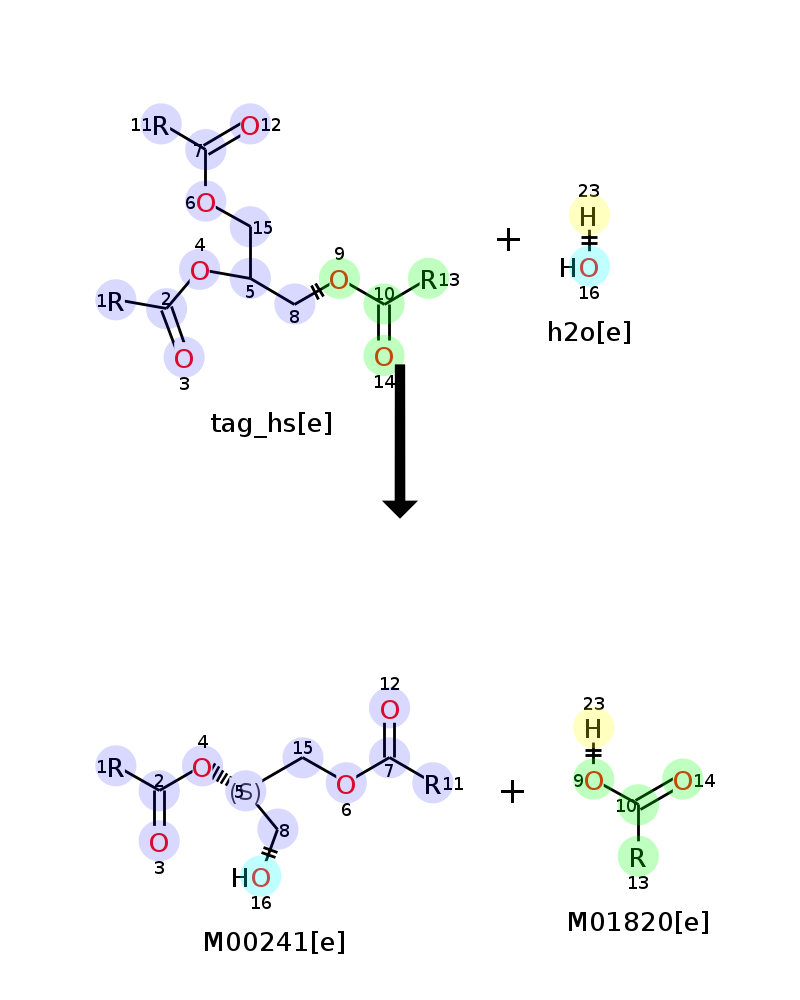 11R O12
7
6O
15
4
O
9
O
1R
2
5
8
10
R13
O
3
O
14
tag_hs[e]
+
23
H
HO
16
h2o[e]
12
O
4
15
1R
2
O
(S)
5
7
O
6
R11
O
3
8
HO
16
M00241[e]
+
23
H
9O
10
O14
R
13
M01820[e]